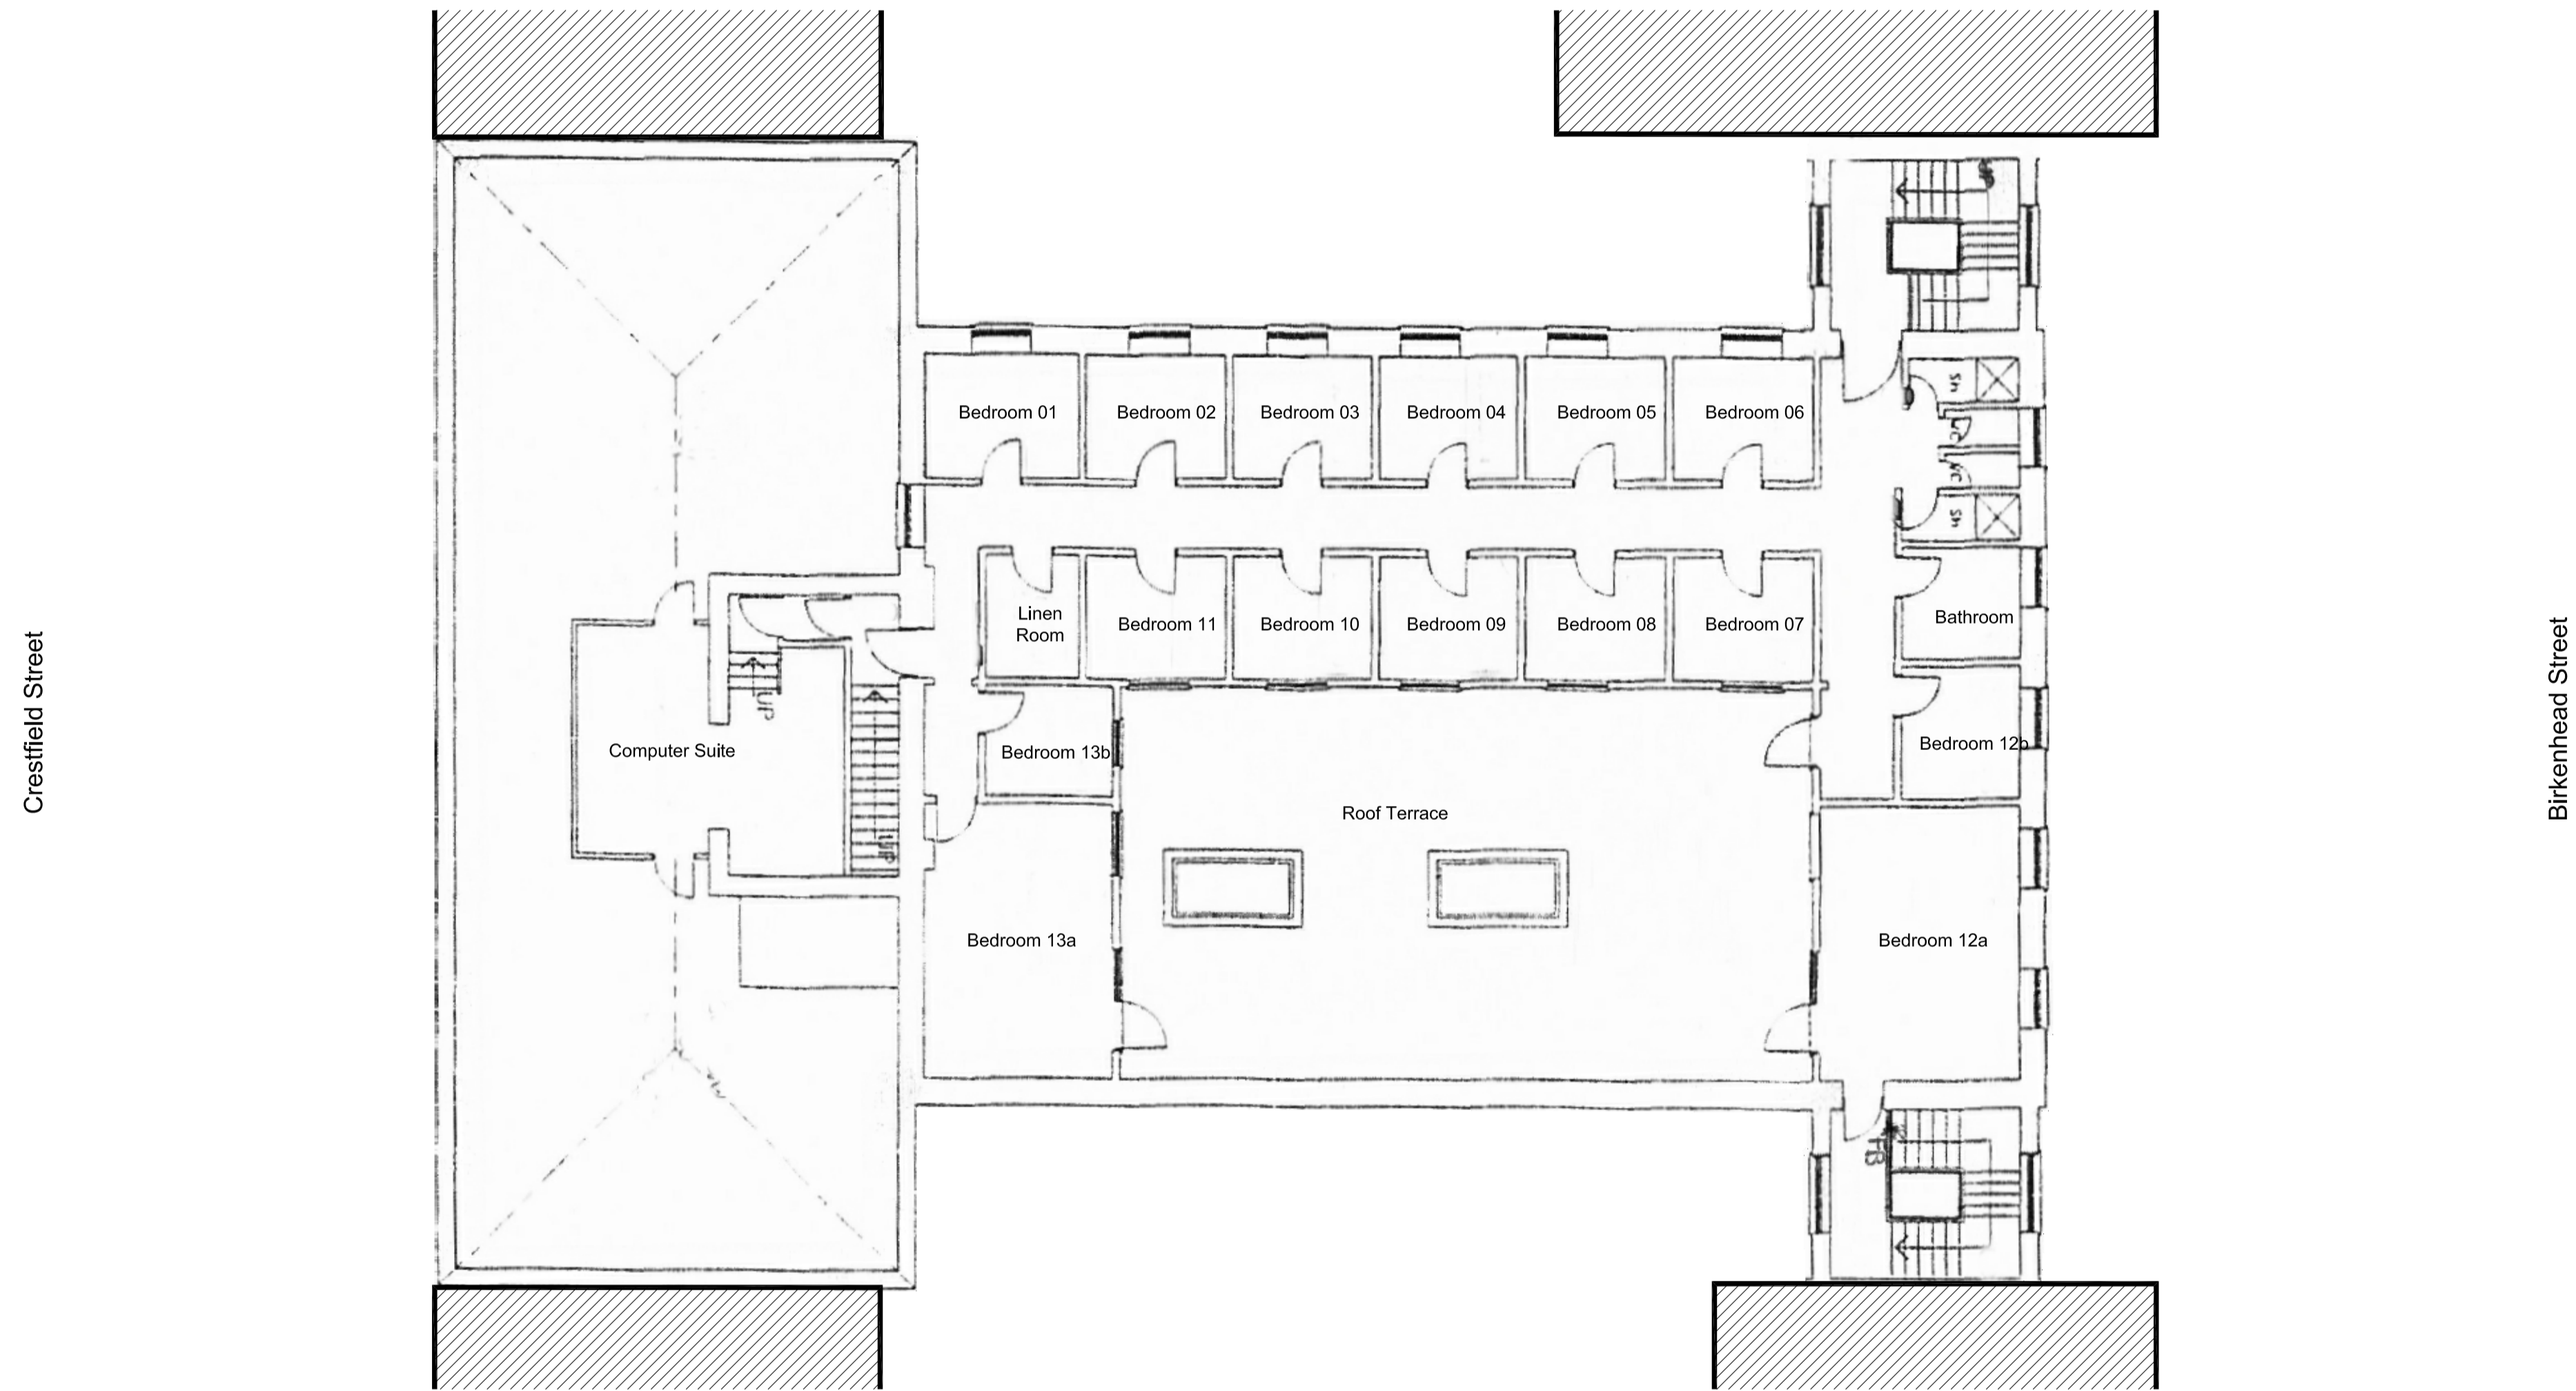 Bedroom 01
Bedroom 02
Bedroom 03
Bedroom 04
Bedroom 05
Bedroom 06
Linen
Room
Bedroom 11
Bedroom 10
Bedroom 09
Bedroom 08
Bedroom 07
Bathroom
UP
Computer Suite
Bedroom 13b
Bedroom 12b
Crestfield Street
Birkenhead Street
Roof Terrace
UP
Bedroom 13a
Bedroom 12a
FB